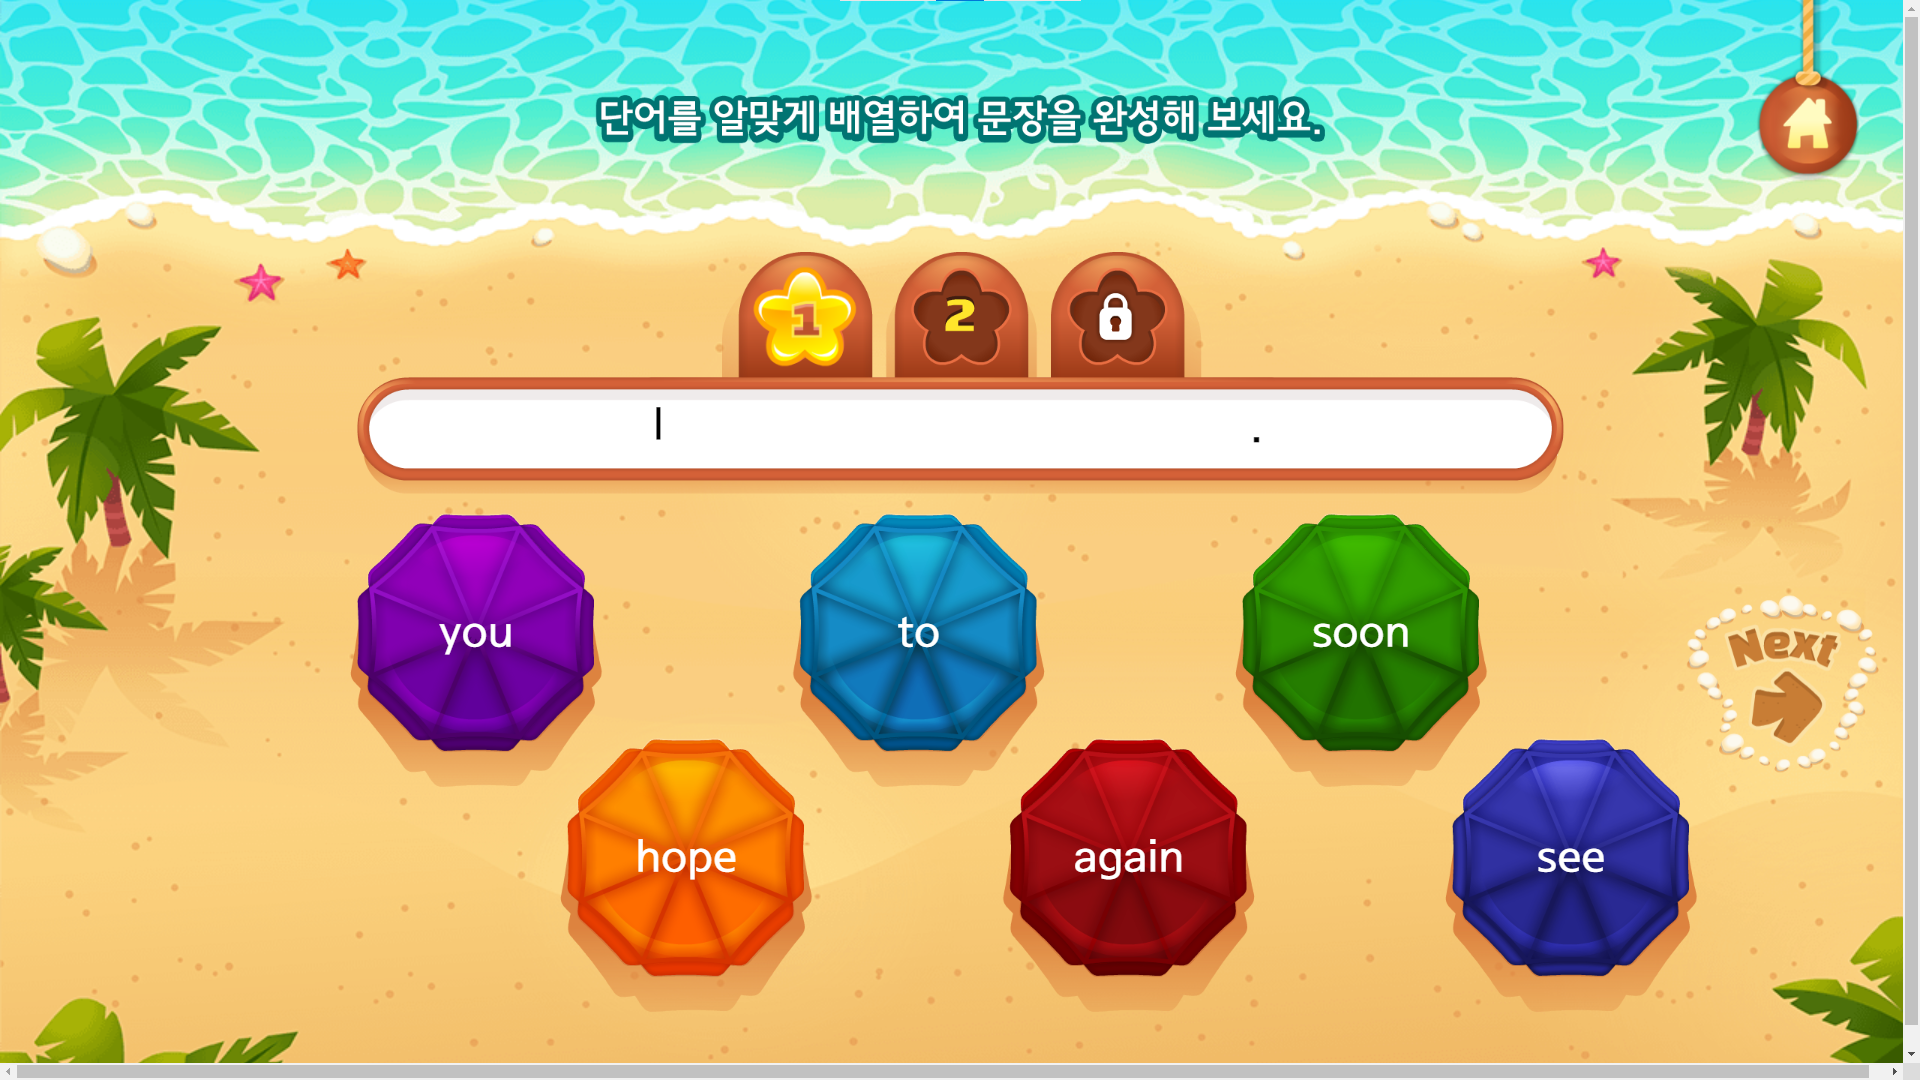 단어를 알맞게 배열하여 문장을 완성해 보세요.
1 2
I .
you to soon
Next
hope again see